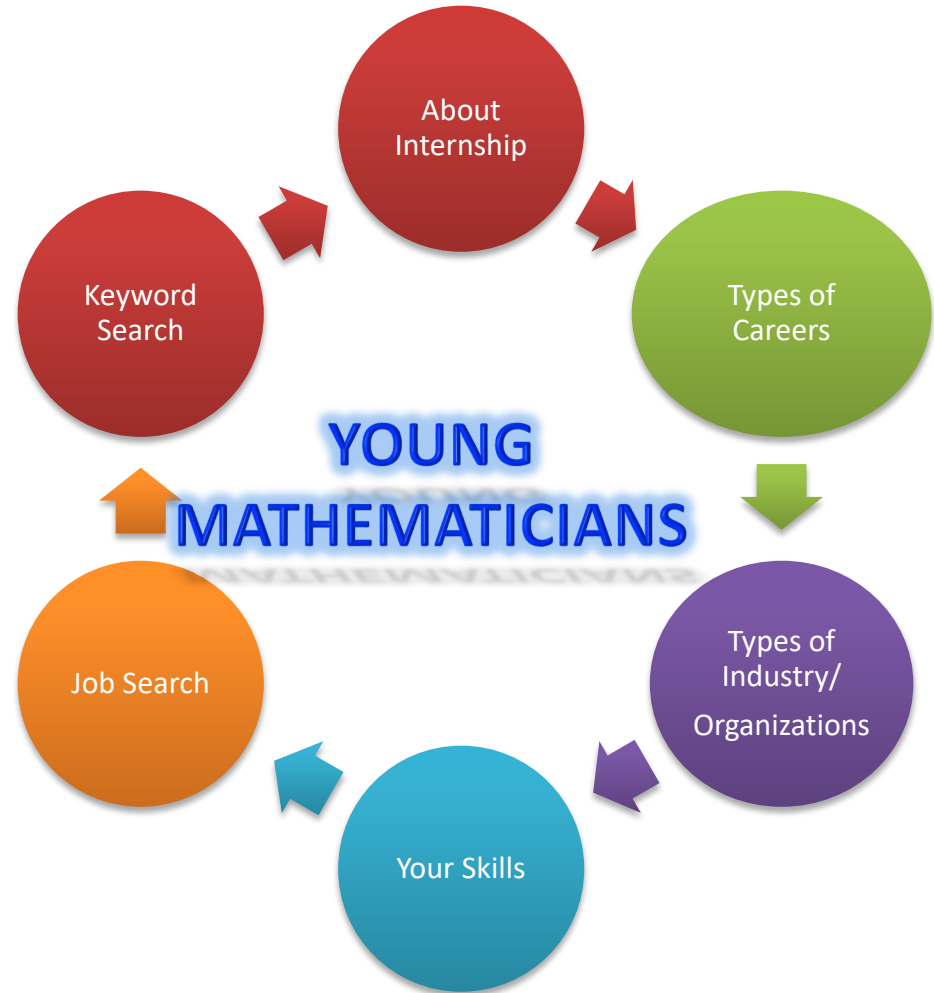 About
Internship
Types of
Careers
Types of
Industry/
Organizations
Your Skills
Job Search
Keyword
Search
YOUNG
MATHEMATICIANS